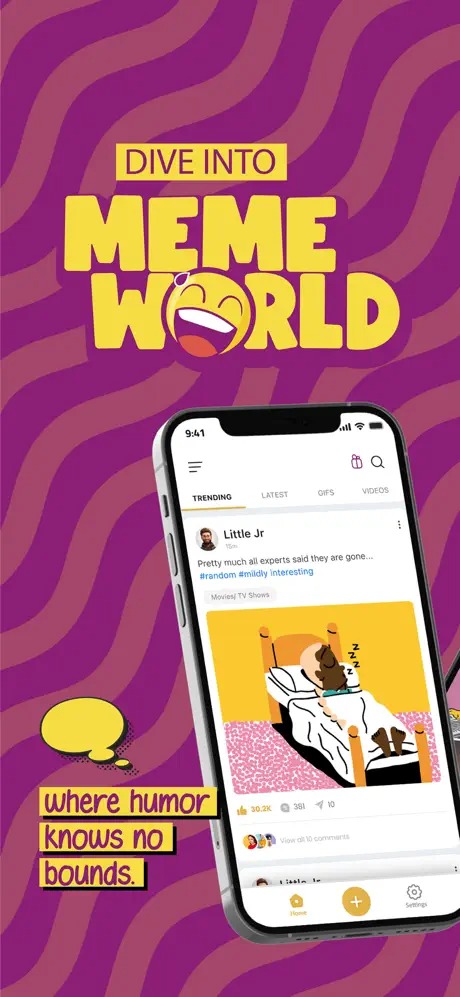 DIVE INTO
MEME
WORLD
9:41
TRENDING LATEST GIFS VIDEOS
Little Jr
15m
Pretty much all experts said they are gone...
#random #mildly interesting
Movies/ TV Shows
z z z z
30.2K 381 10
View all 10 comments
Little Jr
Home + Settings
where humor
knows no
bounds.